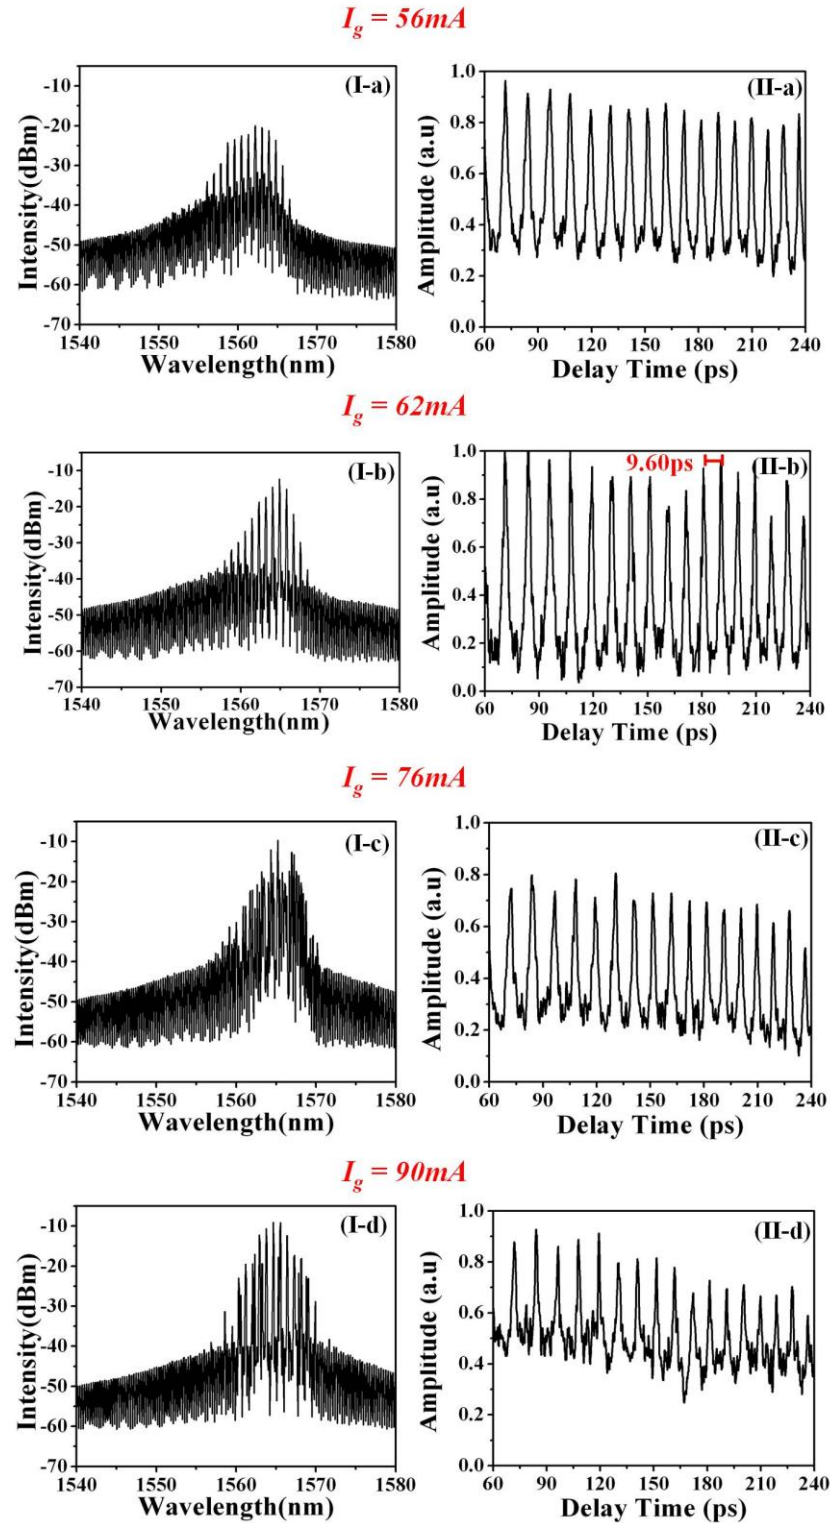 I_g = 56mA
(I-a)
Intensity(dBm)
-10
-20
-30
-40
-50
-60
-70
1540 1550 1560 1570 1580
Wavelength(nm)
(II-a)
Amplitude (a.u)
1.0
0.8
0.6
0.4
0.2
0.0
60 90 120 150 180 210 240
Delay Time (ps)
I_g = 62mA
(I-b)
Intensity(dBm)
-10
-20
-30
-40
-50
-60
-70
1540 1550 1560 1570 1580
Wavelength(nm)
9.60ps
(II-b)
Amplitude (a.u)
1.0
0.8
0.6
0.4
0.2
0.0
60 90 120 150 180 210 240
Delay Time (ps)
I_g = 76mA
(I-c)
Intensity(dBm)
-10
-20
-30
-40
-50
-60
-70
1540 1550 1560 1570 1580
Wavelength(nm)
(II-c)
Amplitude (a.u)
1.0
0.8
0.6
0.4
0.2
0.0
60 90 120 150 180 210 240
Delay Time (ps)
I_g = 90mA
(I-d)
Intensity(dBm)
-10
-20
-30
-40
-50
-60
-70
1540 1550 1560 1570 1580
Wavelength(nm)
(II-d)
Amplitude (a.u)
1.0
0.8
0.6
0.4
0.2
0.0
60 90 120 150 180 210 240
Delay Time (ps)